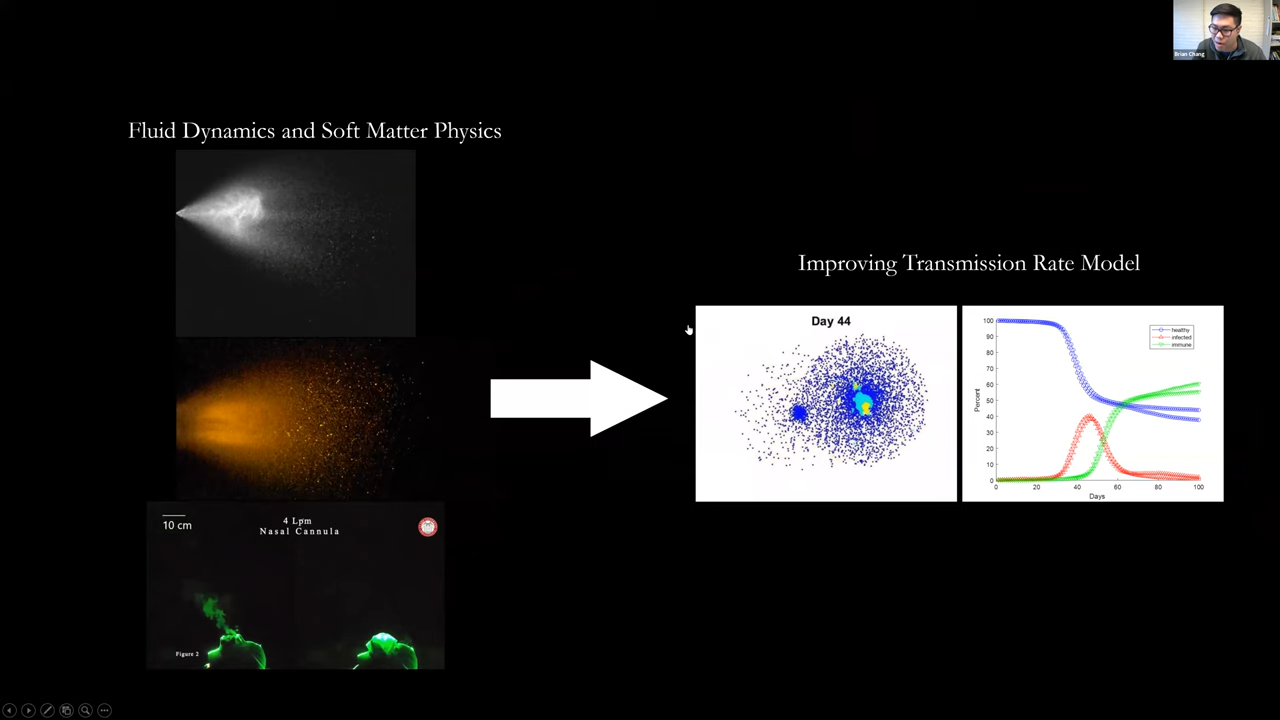 Brian Chang
Fluid Dynamics and Soft Matter Physics
10 cm
4 Lpm
Nasal Cannula
Figure 2
Improving Transmission Rate Model
Day 44
100
90
80
70
60
50
40
30
20
10
0
Percent
0 20 40 60 80 100
Days
healthy
infected
immune